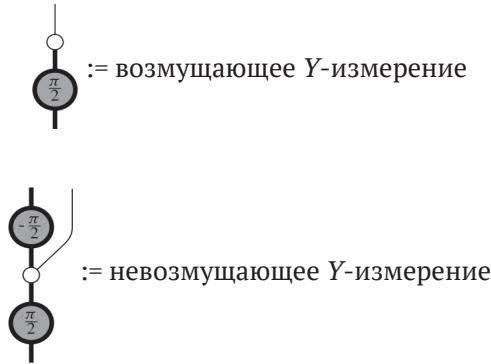 π/2 := возмущающее Y-измерение
-π/2
:= невозмущающее Y-измерение
π/2